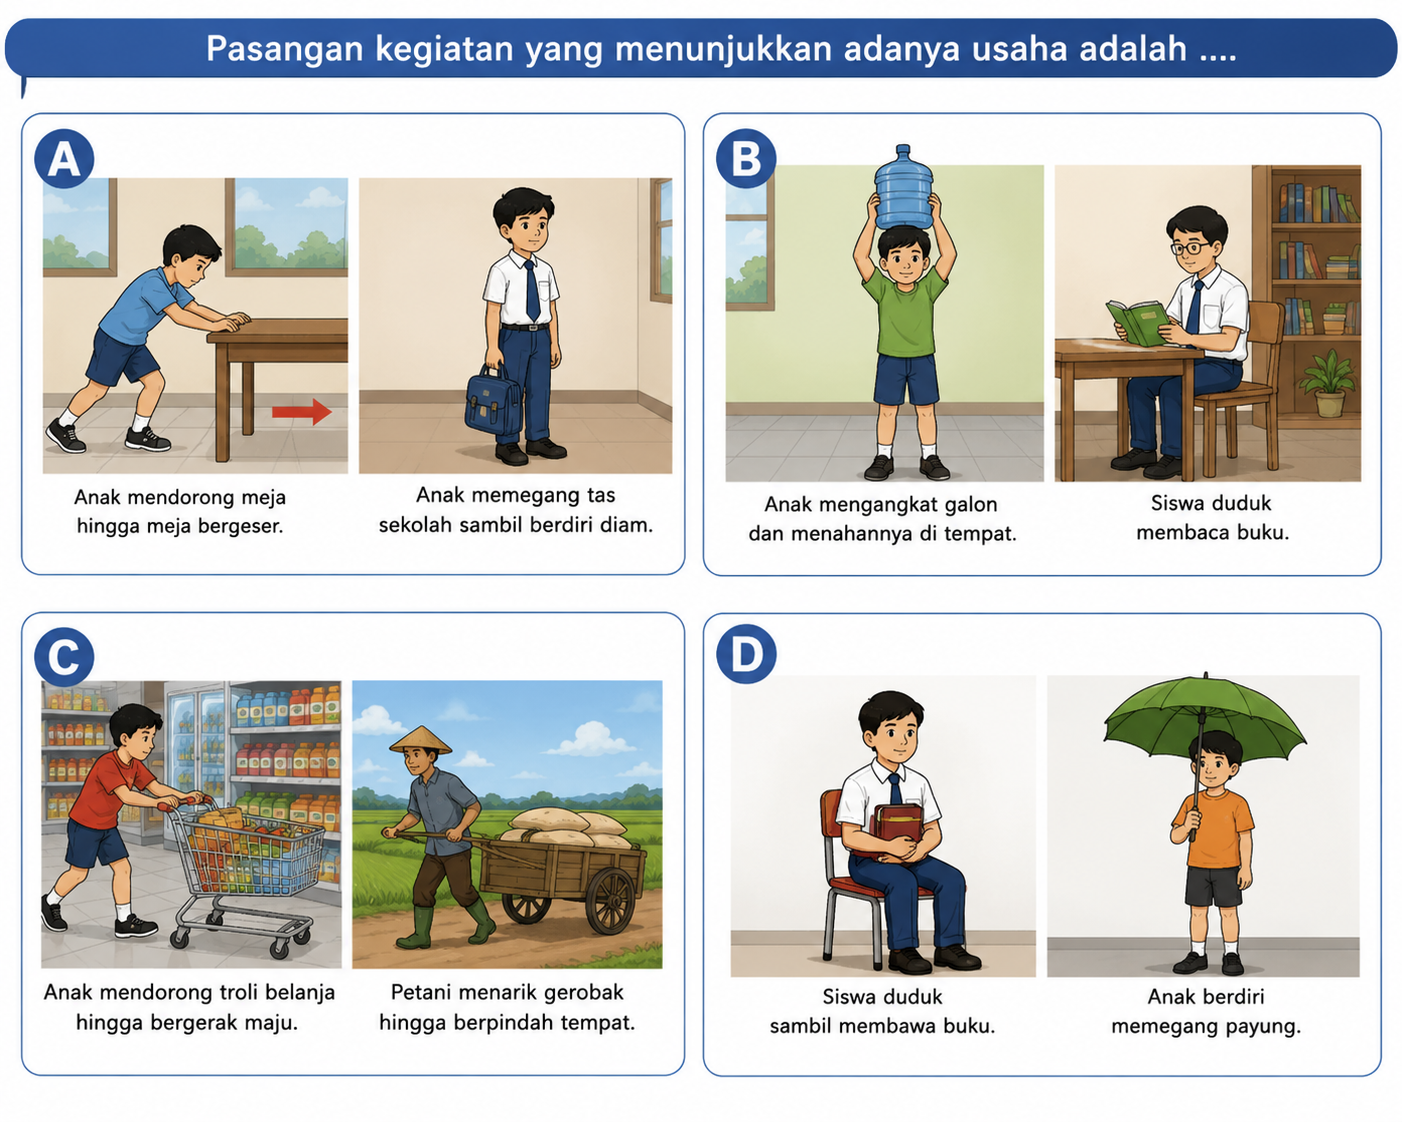 Pasangan kegiatan yang menunjukkan adanya usaha adalah ....
A
Anak mendorong meja
hingga meja bergeser.
Anak memegang tas
sekolah sambil berdiri diam.
B
Anak mengangkat galon
dan menahannya di tempat.
Siswa duduk
membaca buku.
C
Anak mendorong troli belanja
hingga bergerak maju.
Petani menarik gerobak
hingga berpindah tempat.
D
Siswa duduk
sambil membawa buku.
Anak berdiri
memegang payung.